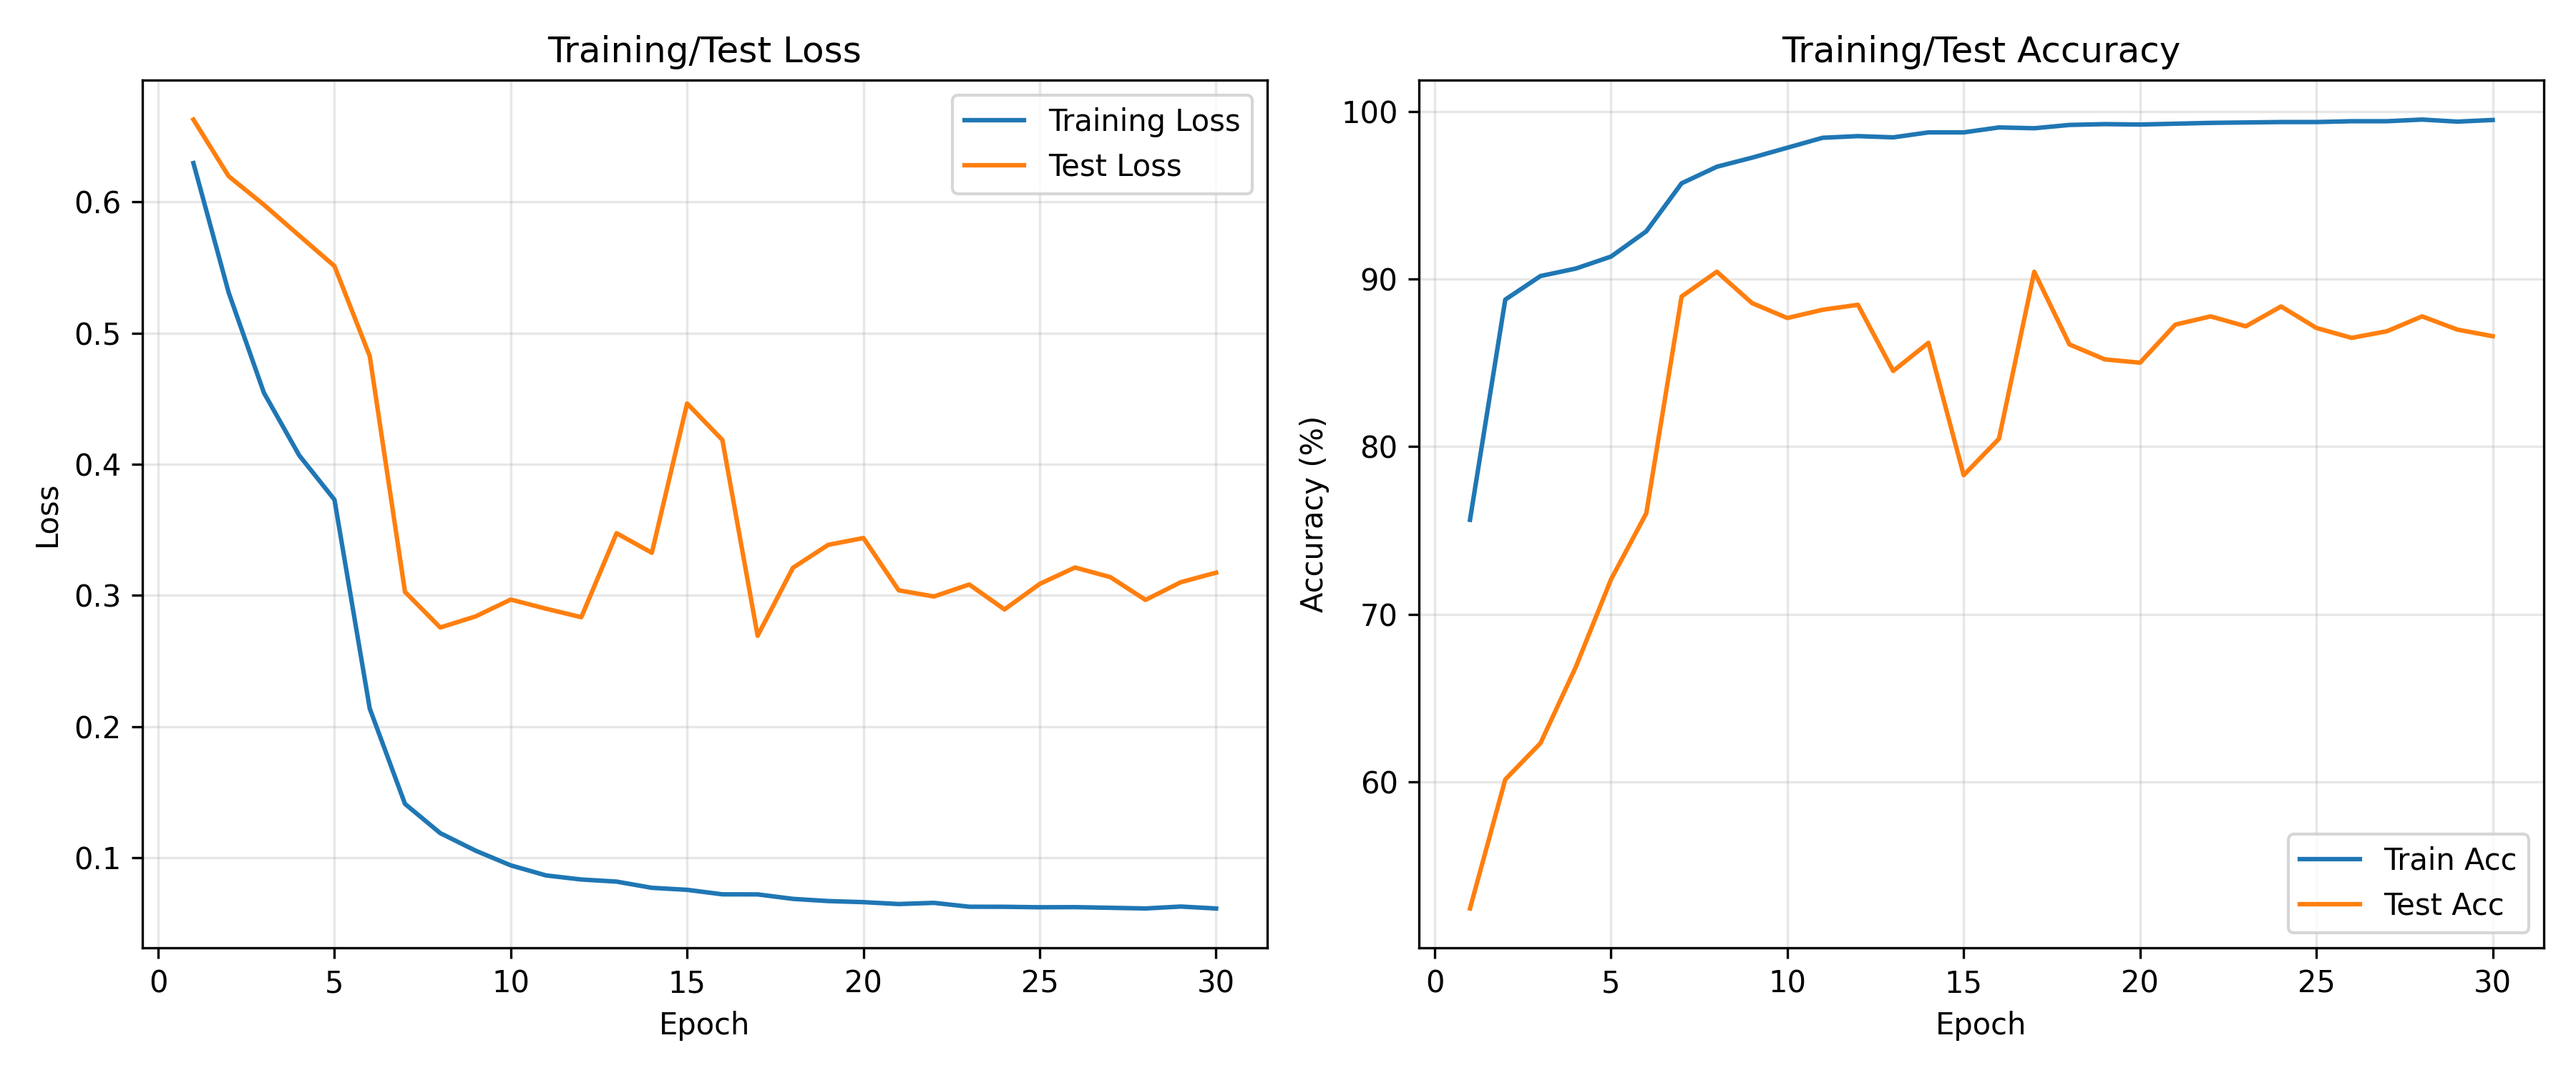 Training/Test Loss
Training Loss
Test Loss
Loss
0.6
0.5
0.4
0.3
0.2
0.1
0 5 10 15 20 25 30
Epoch
Training/Test Accuracy
Accuracy (%)
100
90
80
70
60
Train Acc
Test Acc
0 5 10 15 20 25 30
Epoch